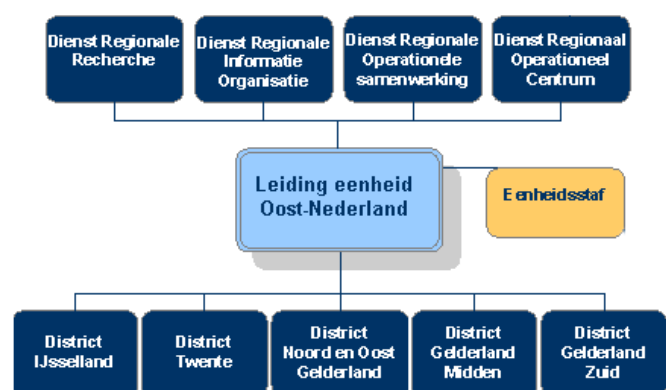 Dienst Regionale
Recherche
Dienst Regionale
Informatie
Organisatie
Dienst Regionale
Operationele
samenwerking
Dienst Regionaal
Operationeel
Centrum
Leiding eenheid
Oost-Nederland
Eenheidsstaf
District
IJsselland
District
Twente
District
Noord en Oost
Gelderland
District
Gelderland
Midden
District
Gelderland
Zuid